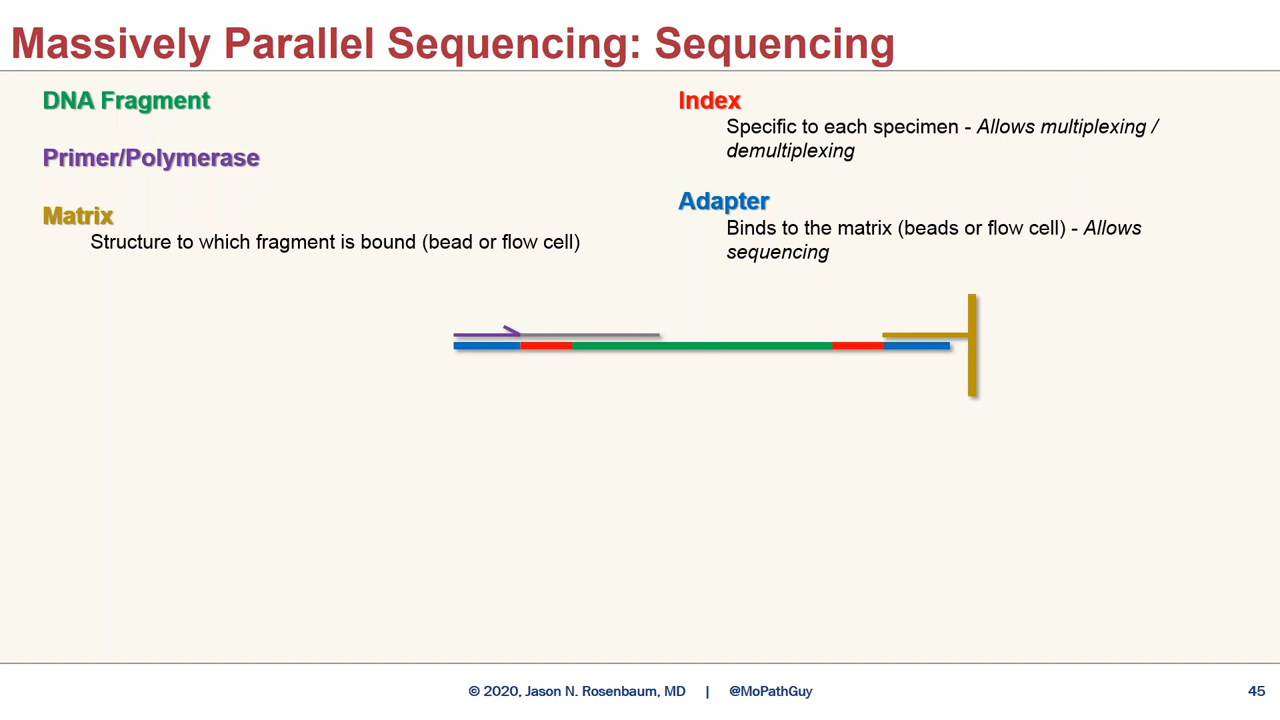 Massively Parallel Sequencing: Sequencing
DNA Fragment
Primer/Polymerase
Matrix
Structure to which fragment is bound (bead or flow cell)
Index
Specific to each specimen - Allows multiplexing /
demultiplexing
Adapter
Binds to the matrix (beads or flow cell) - Allows
sequencing
© 2020, Jason N. Rosenbaum, MD | @MoPathGuy
45